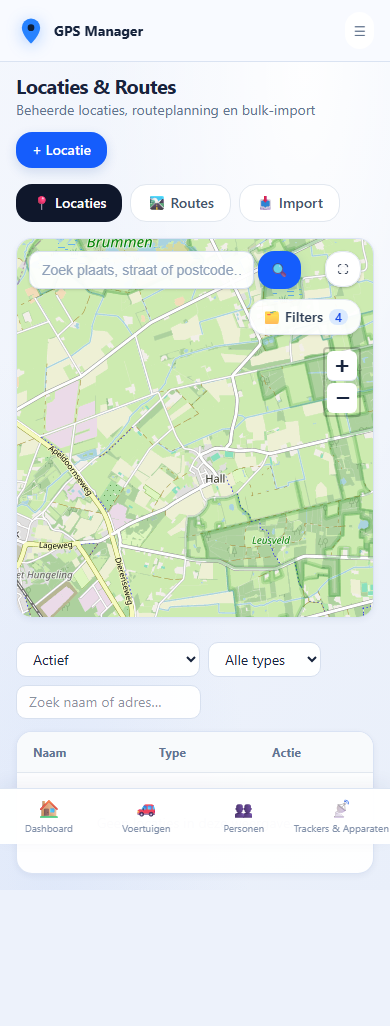 GPS Manager
☰
Locaties & Routes
Beheerde locaties, routeplanning en bulk-import
+ Locatie
Locaties
Routes
Import
Brummen
Zoek plaats, straat of postcode..
Filters 4
+
−
Apeldoornseweg
Hall
Leusveld
Lageweg
et Hungeling
Dierenseweg
Actief
Alle types
Zoek naam of adres...
Naam Type Actie
Dashboard Voertuigen Personen Trackers & Apparaten